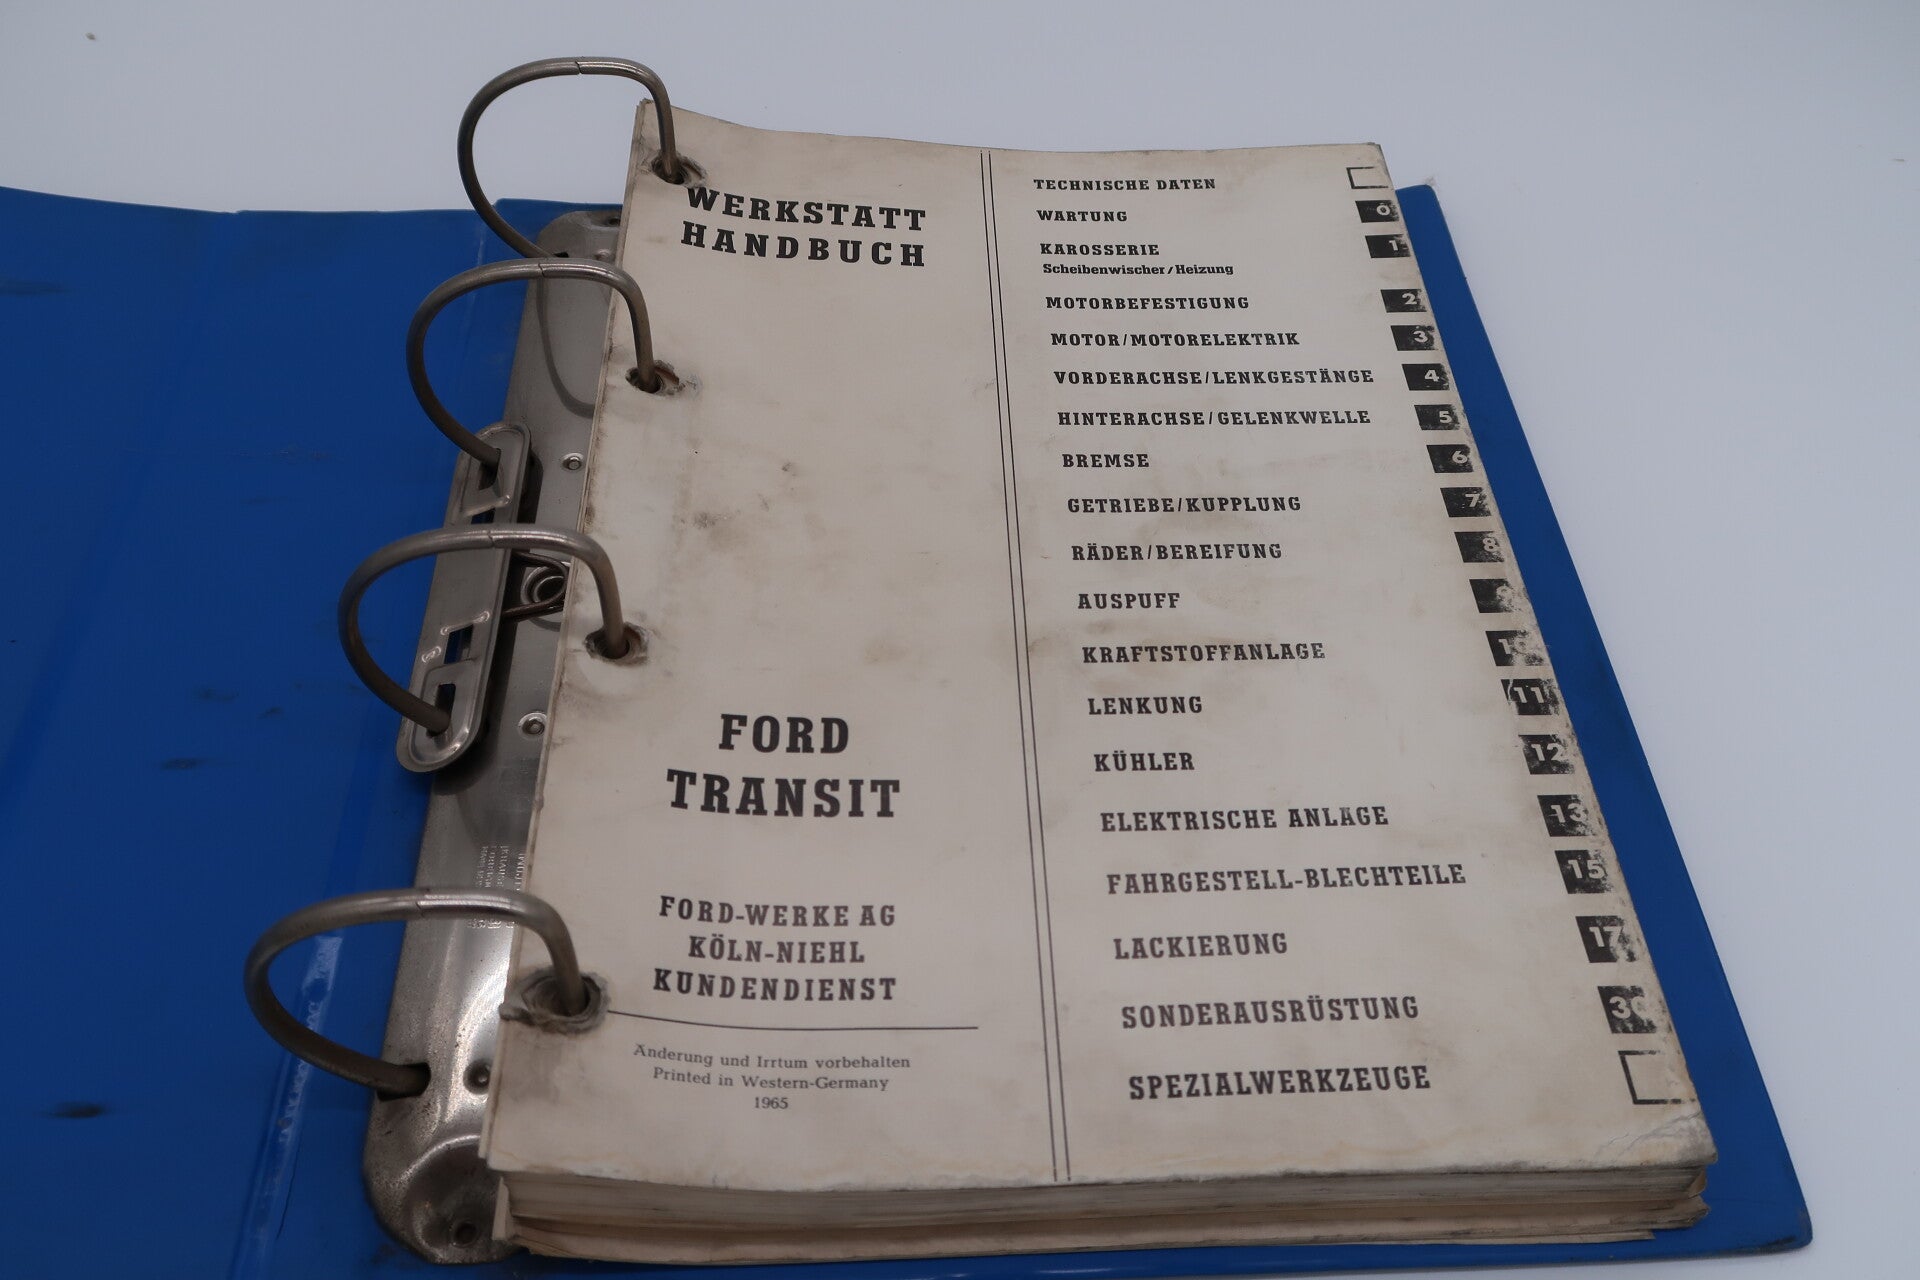 WERKSTATT
HANDBUCH
FORD
TRANSIT
FORD-WERKE AG
KÖLN-NIEHL
KUNDENDIENST
Änderung und Irrtum vorbehalten
Printed in Western-Germany
1965
TECHNISCHE DATEN
WARTUNG 0
KAROSSERIE 1
Scheibenwischer/Heizung
MOTORBEFESTIGUNG 2
MOTOR/MOTORELEKTRIK 3
VORDERACHSE/LENKGESTÄNGE 4
HINTERACHSE/GELENKWELLE 5
BREMSE 6
GETRIEBE/KUPPLUNG 7
RÄDER/BEREIFUNG 8
AUSPUFF
KRAFTSTOFFANLAGE
LENKUNG 11
KÜHLER 12
ELEKTRISCHE ANLAGE 13
FAHRGESTELL-BLECHTEILE 15
LACKIERUNG 17
SONDERAUSRÜSTUNG
SPEZIALWERKZEUGE